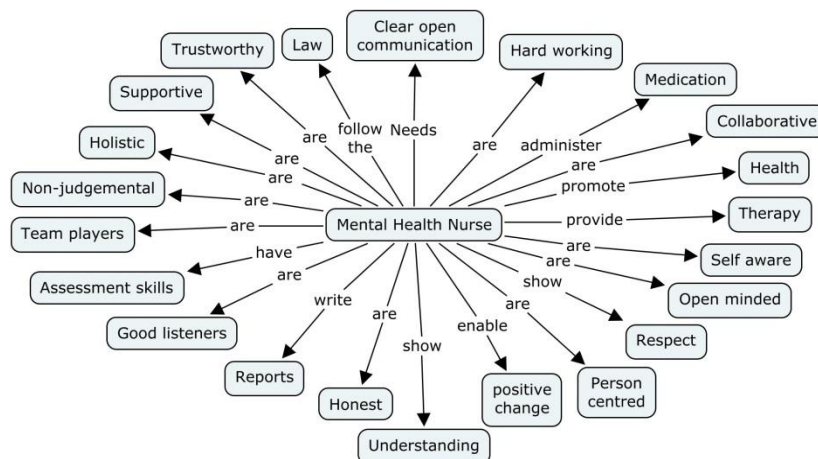 Clear open
communication
Law
Trustworthy
Hard working
Medication
Supportive
Collaborative
Holistic
follow
the
Needs
are
are
administer
are
Health
are
are
promote
Non-judgemental
are
Mental Health Nurse
provide
Therapy
Team players
are
have
are
Self aware
Assessment skills
are
are
Open minded
show
Good listeners
write
are
show
enable
are
Respect
Reports
Honest
positive
change
Person
centred
Understanding